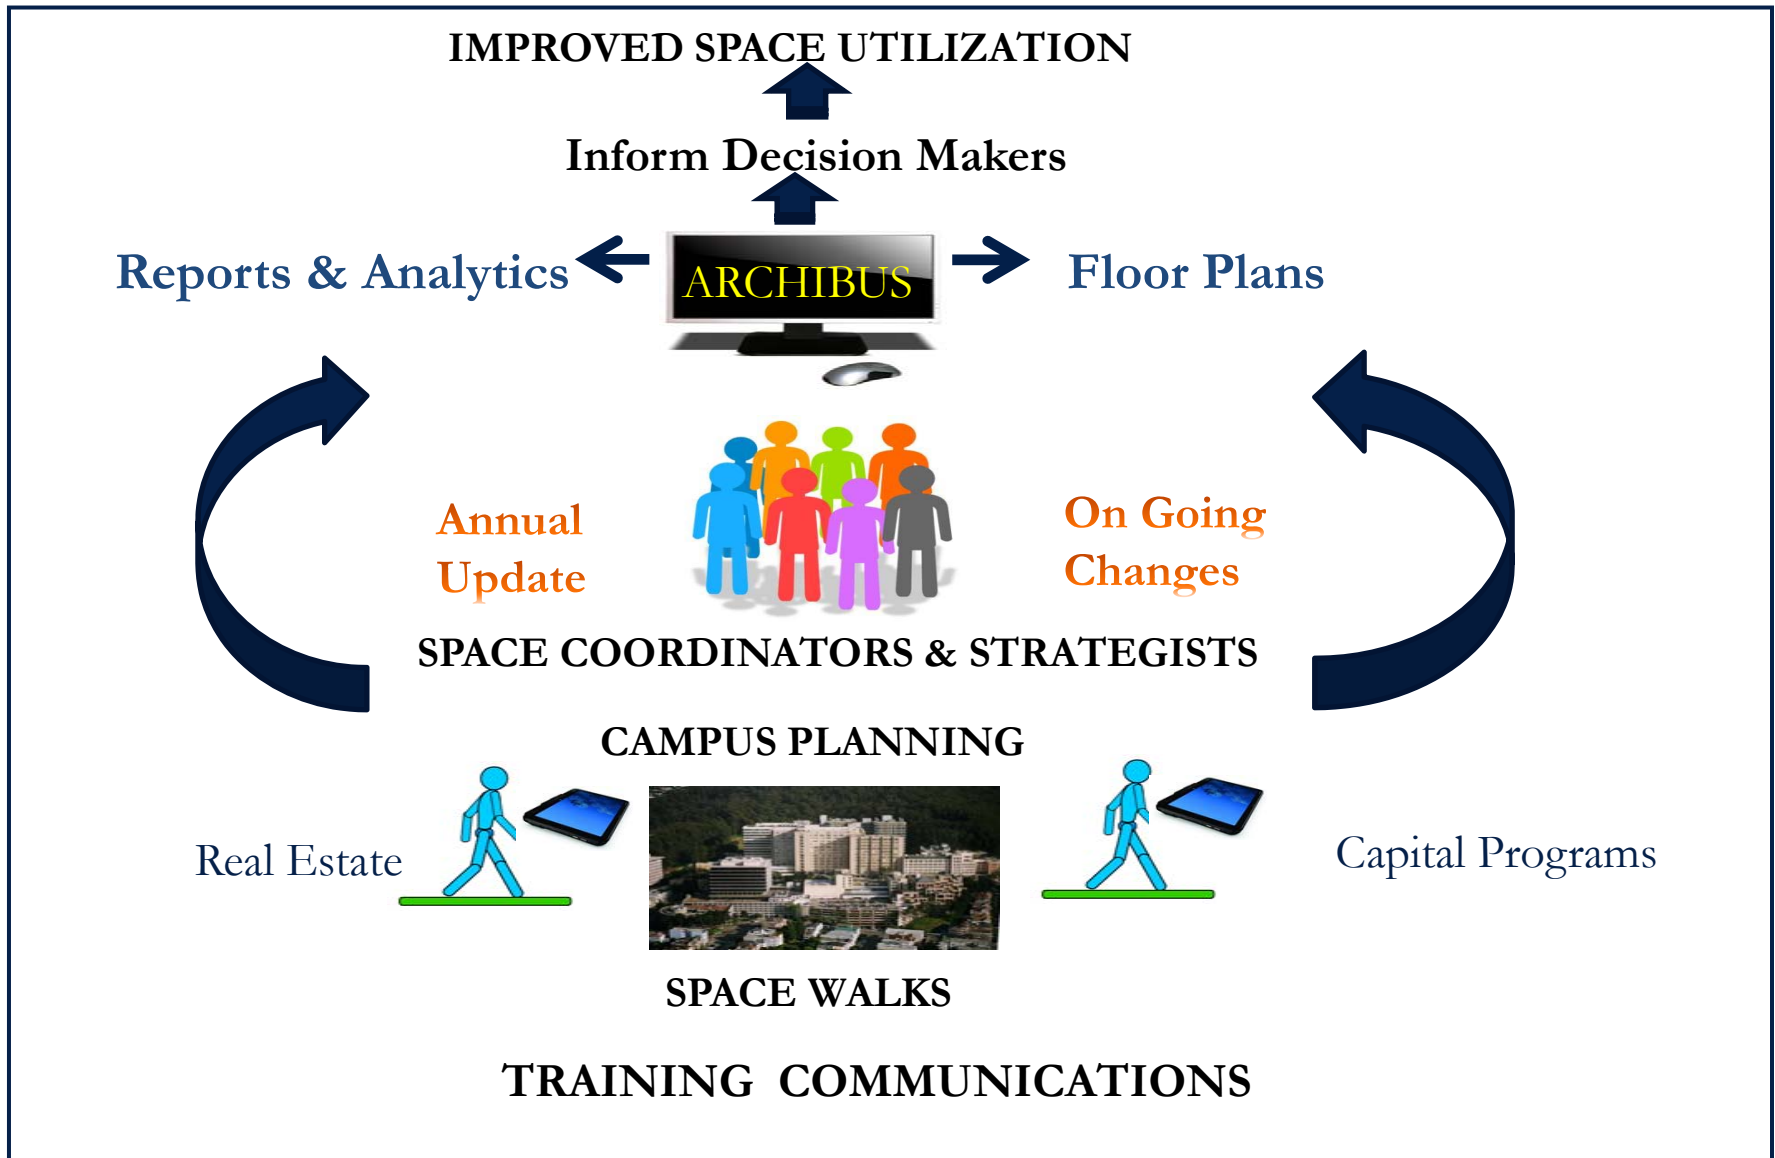 IMPROVED SPACE UTILIZATION
Inform Decision Makers
Reports & Analytics
ARCHIBUS
Floor Plans
Annual
Update
On Going
Changes
SPACE COORDINATORS & STRATEGISTS
CAMPUS PLANNING
Real Estate
Capital Programs
SPACE WALKS
TRAINING  COMMUNICATIONS